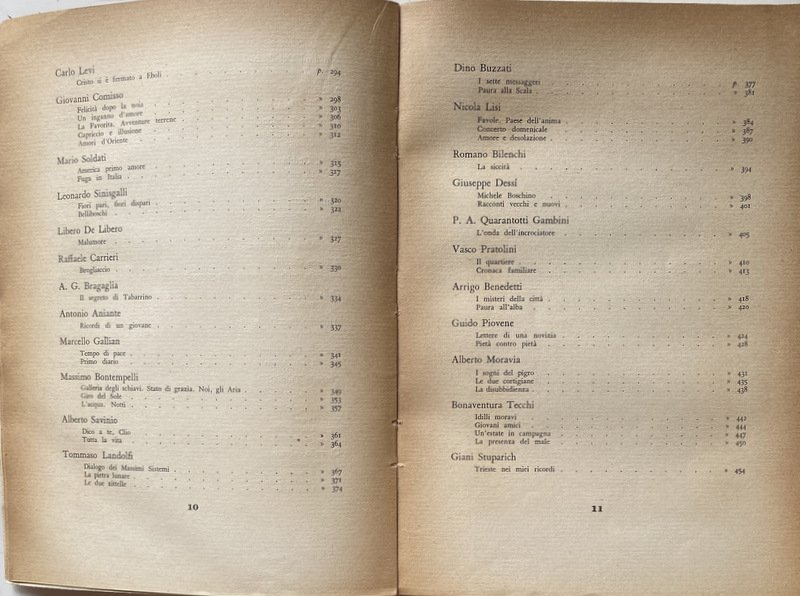 Carlo Levi
Cristo si è fermato a Eboli . . . . . . . . p. 294
Giovanni Comisso
Felicità dopo la noia . . . . . . . . » 298
Un inganno d'amore . . . . . . . . » 303
La Favorita. Avventure terrene . . . . . . . . » 306
Capriccio e illusione . . . . . . . . » 310
Amori d'Oriente . . . . . . . . » 312
Mario Soldati
America primo amore . . . . . . . . » 315
Fuga in Italia . . . . . . . . » 317
Leonardo Sinisgalli
Fiori pari, fiori dispari . . . . . . . . » 320
Belliboschi . . . . . . . . » 322
Libero De Libero
Malumore . . . . . . . . » 327
Raffaele Carrieri
Brogliaccio . . . . . . . . » 330
A. G. Bragaglia
Il segreto di Tabarrino . . . . . . . . » 334
Antonio Aniante
Ricordi di un giovane . . . . . . . . » 337
Marcello Gallian
Tempo di pace . . . . . . . . » 341
Primo diario . . . . . . . . » 345
Massimo Bontempelli
Galleria degli schiavi. Stato di grazia. Noi, gli Aria . . . . . . . . » 349
Giro del Sole . . . . . . . . » 353
L'acqua. Notti . . . . . . . . » 357
Alberto Savinio
Dico a te, Clio . . . . . . . . » 361
Tutta la vita . . . . . . . . » 364
Tommaso Landolfi
Dialogo dei Massimi Sistemi . . . . . . . . » 367
La pietra lunare . . . . . . . . » 371
Le due zittelle . . . . . . . . » 374
10
Dino Buzzati
I sette messaggeri . . . . . . . . p. 377
Paura alla Scala . . . . . . . . » 381
Nicola Lisi
Favole. Paese dell'anima . . . . . . . . » 384
Concerto domenicale . . . . . . . . » 387
Amore e desolazione . . . . . . . . » 390
Romano Bilenchi
La siccità . . . . . . . . » 394
Giuseppe Dessí
Michele Boschino . . . . . . . . » 398
Racconti vecchi e nuovi . . . . . . . . » 401
P. A. Quarantotti Gambini
L'onda dell'incrociatore . . . . . . . . » 405
Vasco Pratolini
Il quartiere . . . . . . . . » 410
Cronaca familiare . . . . . . . . » 413
Arrigo Benedetti
I misteri della città . . . . . . . . » 418
Paura all'alba . . . . . . . . » 420
Guido Piovene
Lettere di una novizia . . . . . . . . » 424
Pietà contro pietà . . . . . . . . » 428
Alberto Moravia
I sogni del pigro . . . . . . . . » 431
Le due cortigiane . . . . . . . . » 435
La disubbidienza . . . . . . . . » 438
Bonaventura Tecchi
Idilli moravi . . . . . . . . » 442
Giovani amici . . . . . . . . » 444
Un'estate in campagna . . . . . . . . » 447
La presenza del male . . . . . . . . » 450
Giani Stuparich
Trieste nei miei ricordi . . . . . . . . » 454
11